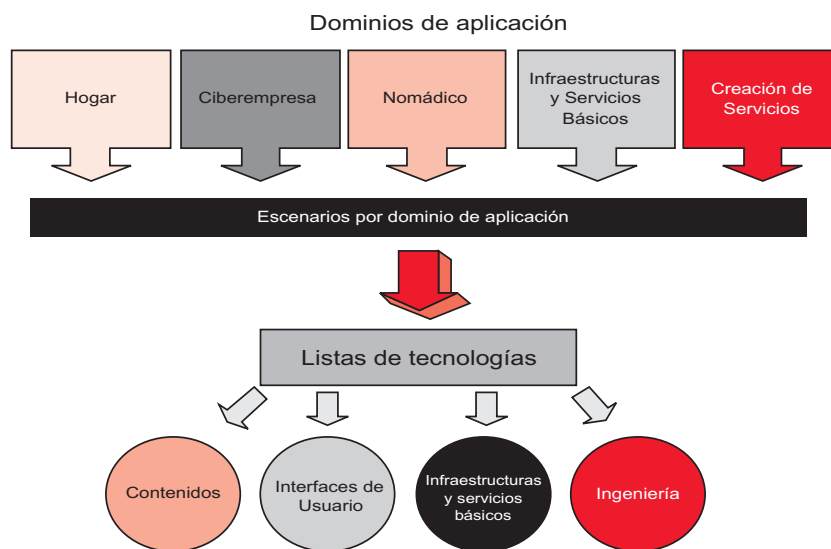 Dominios de aplicación
Hogar
Ciberempresa
Nomádico
Infraestructuras
y Servicios
Básicos
Creación de
Servicios
Escenarios por dominio de aplicación
Listas de tecnologías
Contenidos
Interfaces de
Usuario
Infraestructuras
y servicios
básicos
Ingeniería